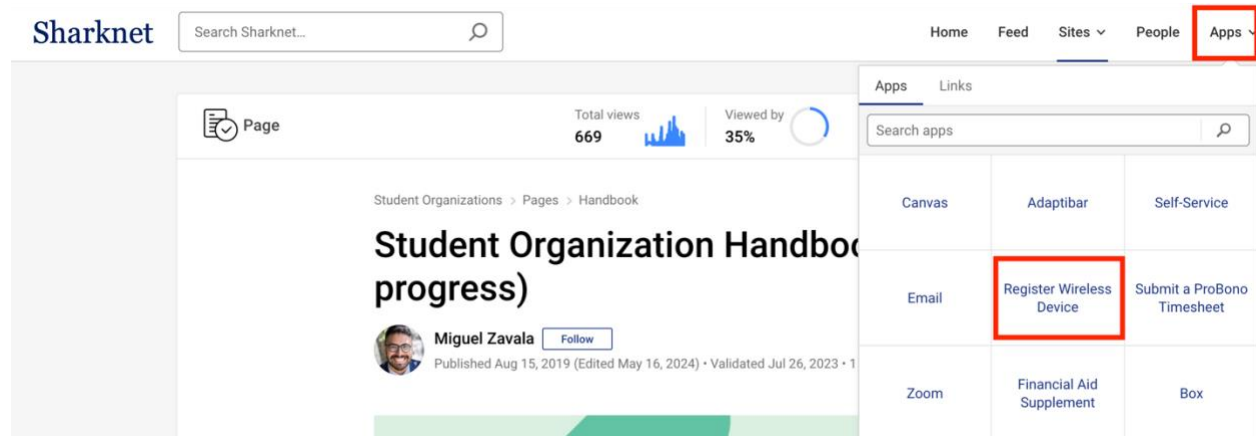 Sharknet
Search Sharknet...
Home Feed Sites People Apps
Page
Total views
669
Viewed by
35%
Student Organizations > Pages > Handbook
Student Organization Handboo
progress)
Miguel Zavala Follow
Published Aug 15, 2019 (Edited May 16, 2024) • Validated Jul 26, 2023 • 1
Apps Links
Search apps
Canvas
Adaptibar
Self-Service
Email
Register Wireless
Device
Submit a ProBono
Timesheet
Zoom
Financial Aid
Supplement
Box